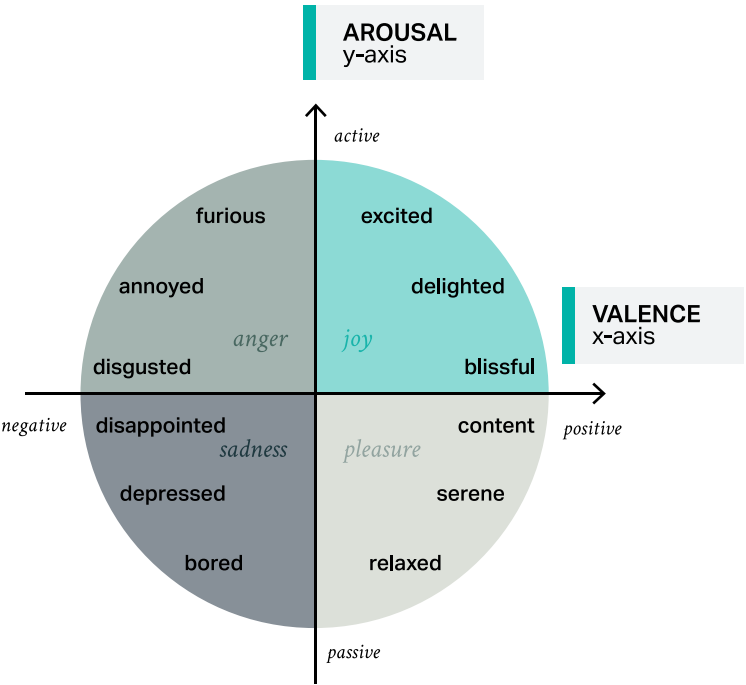 AROUSAL
y-axis
active
furious
excited
annoyed
delighted
VALENCE
x-axis
anger
joy
disgusted
blissful
negative
disappointed
content
positive
sadness
pleasure
depressed
serene
bored
relaxed
passive